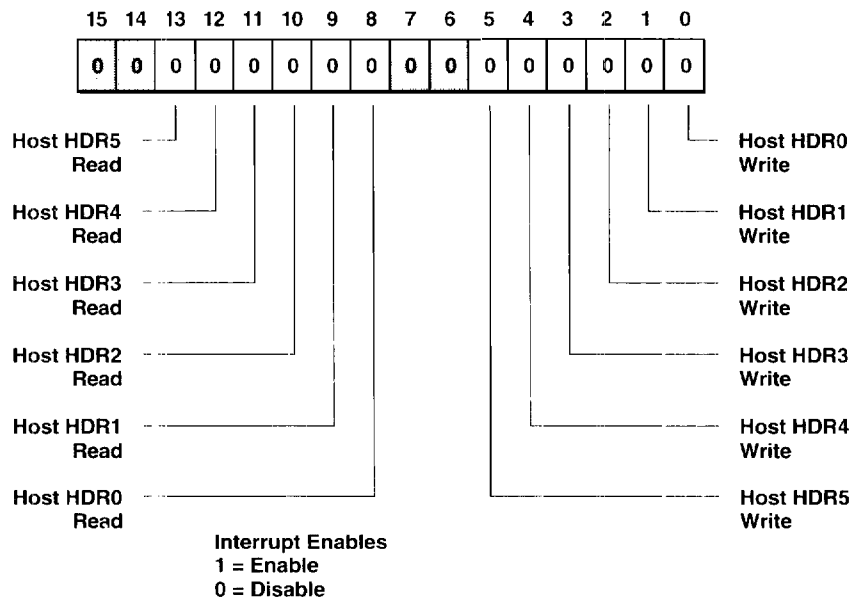 15 14 13 12 11 10 9 8 7 6 5 4 3 2 1 0
0 0 0 0 0 0 0 0 0 0 0 0 0 0 0 0
Host HDR5
Read
Host HDR0
Write
Host HDR4
Read
Host HDR1
Write
Host HDR3
Read
Host HDR2
Write
Host HDR2
Read
Host HDR3
Write
Host HDR1
Read
Host HDR4
Write
Host HDR0
Read
Host HDR5
Write
Interrupt Enables
1 = Enable
0 = Disable